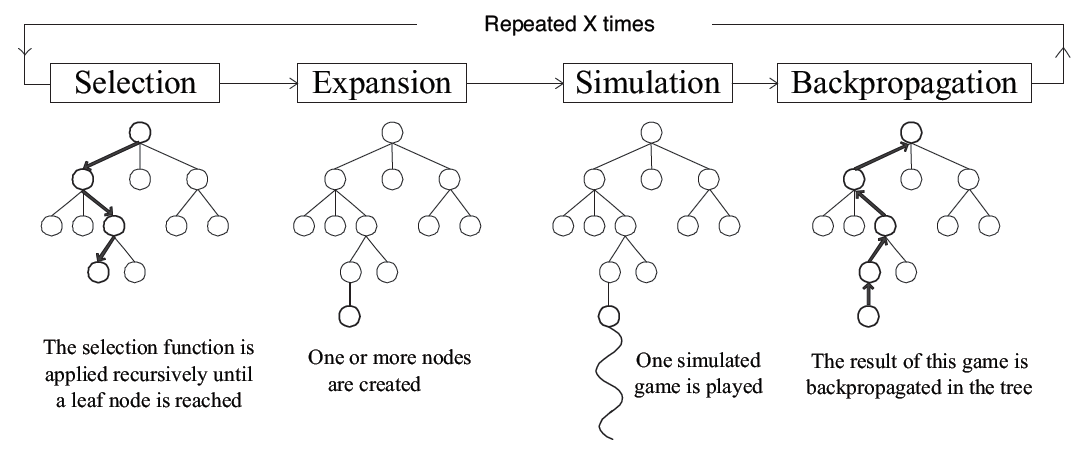 Repeated X times
Selection
Expansion
Simulation
Backpropagation
The selection function is
applied recursively until
a leaf node is reached
One or more nodes
are created
One simulated
game is played
The result of this game is
backpropagated in the tree